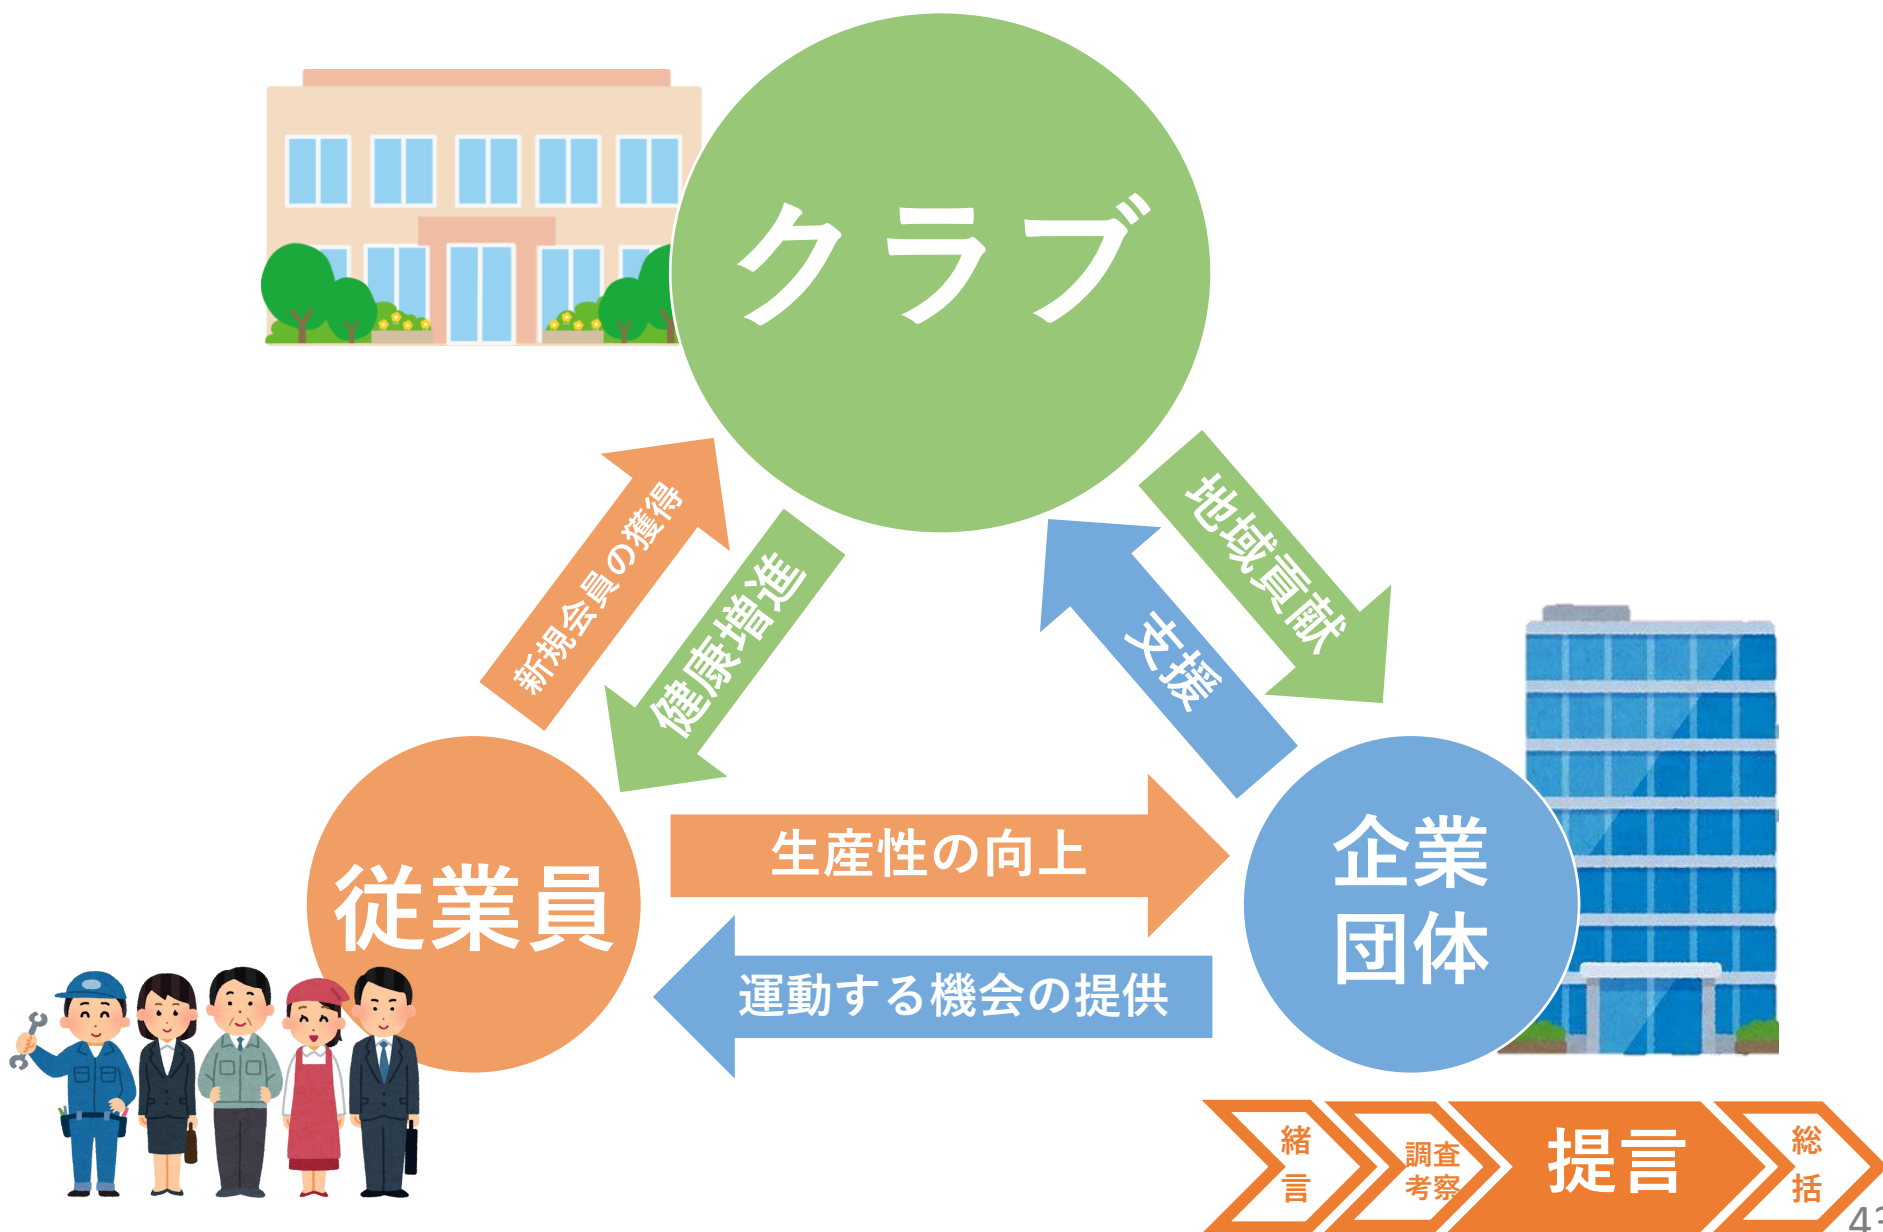 クラブ
新規会員の獲得
健康増進
地域貢献
支援
従業員
生産性の向上
運動する機会の提供
企業
団体
緒
言
調査
考察
提言
総
括